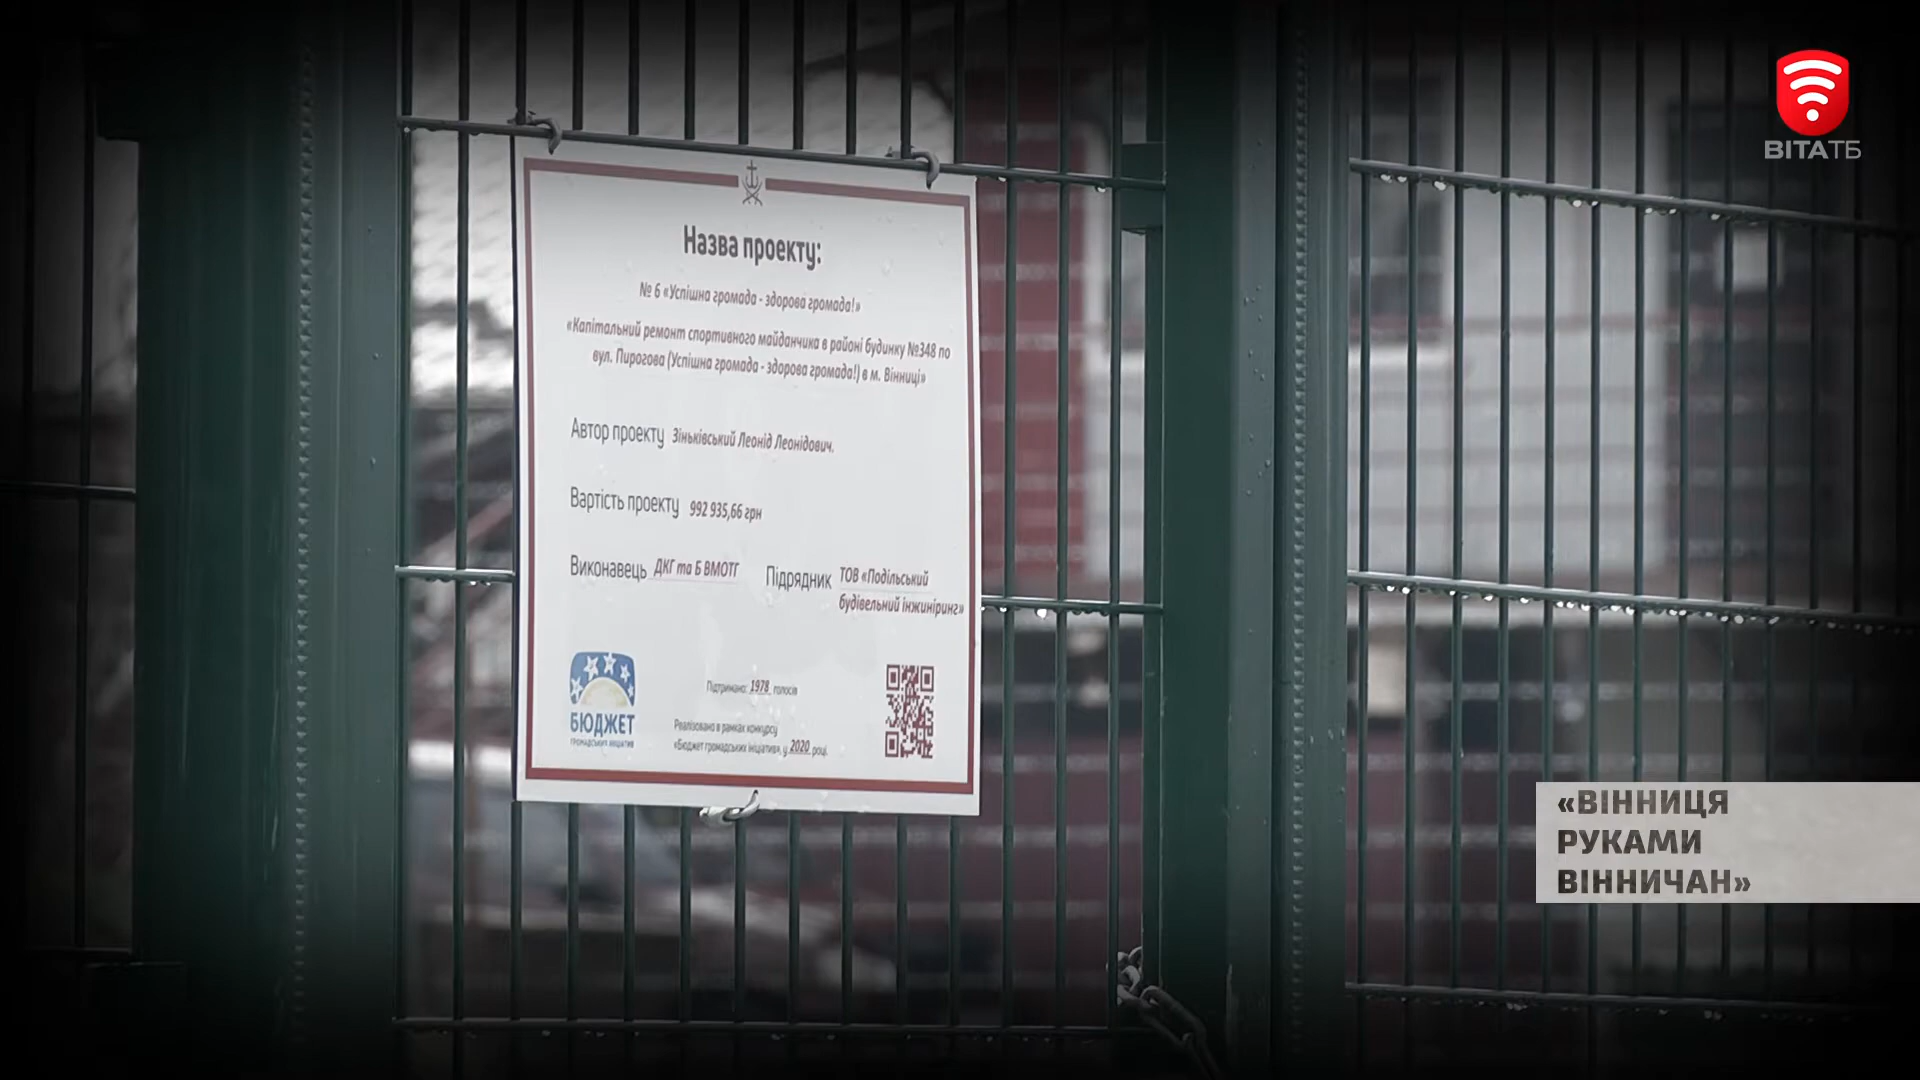 ВІТАТБ
Назва проекту:
№ 6 «Успішна громада - здорова громада!»
«Капітальний ремонт спортивного майданчика в районі будинку №348 по
вул. Пирогова (Успішна громада - здорова громада!) в м. Вінниці»
Автор проекту Зіньківський Леонід Леонідович.
Вартість проекту 992 935,66 грн
Виконавець ДКГ та Б ВМОТГ Підрядник ТОВ «Подільський
будівельний інжиніринг»
БЮДЖЕТ
ГРОМАДСЬКИХ ІНІЦІАТИВ
Підтримано: 1978 голосів
Реалізовано в рамках конкурсу
«Бюджет громадських ініціатив», у 2020 році.
«ВІННИЦЯ
РУКАМИ
ВІННИЧАН»